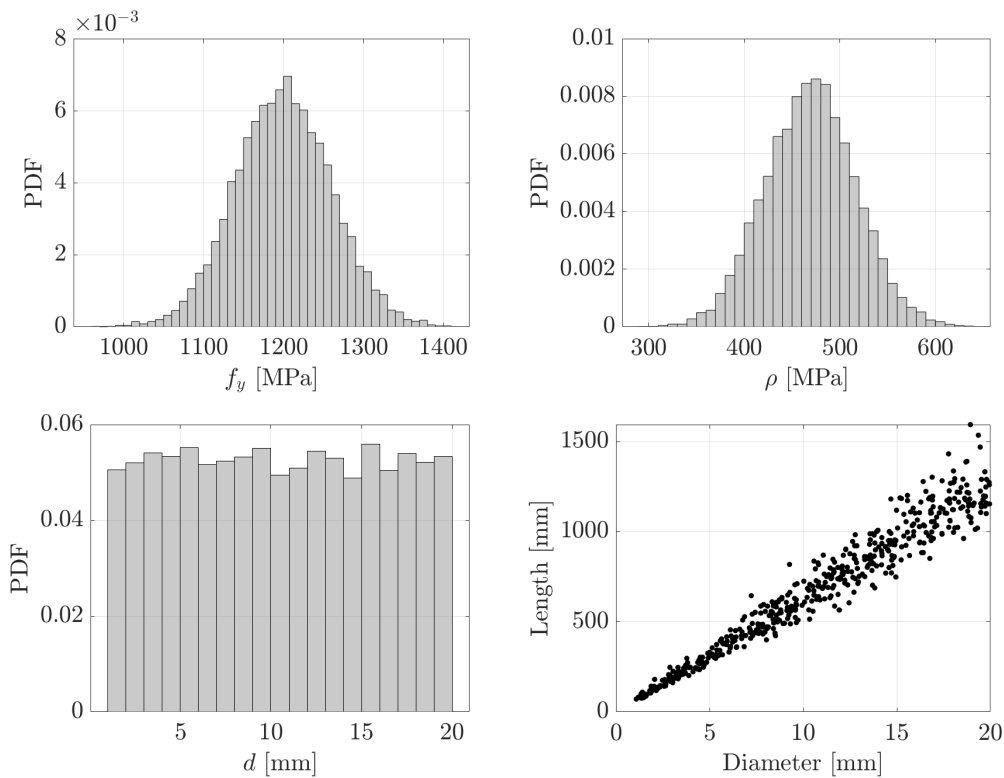 ×10⁻³
8
6
4
2
0
PDF
1000 1100 1200 1300 1400
f_y [MPa]
0.01
0.008
0.006
0.004
0.002
0
PDF
300 400 500 600
ρ [MPa]
0.06
0.04
0.02
0
PDF
5 10 15 20
d [mm]
1500
1000
500
0
Length [mm]
0 5 10 15 20
Diameter [mm]